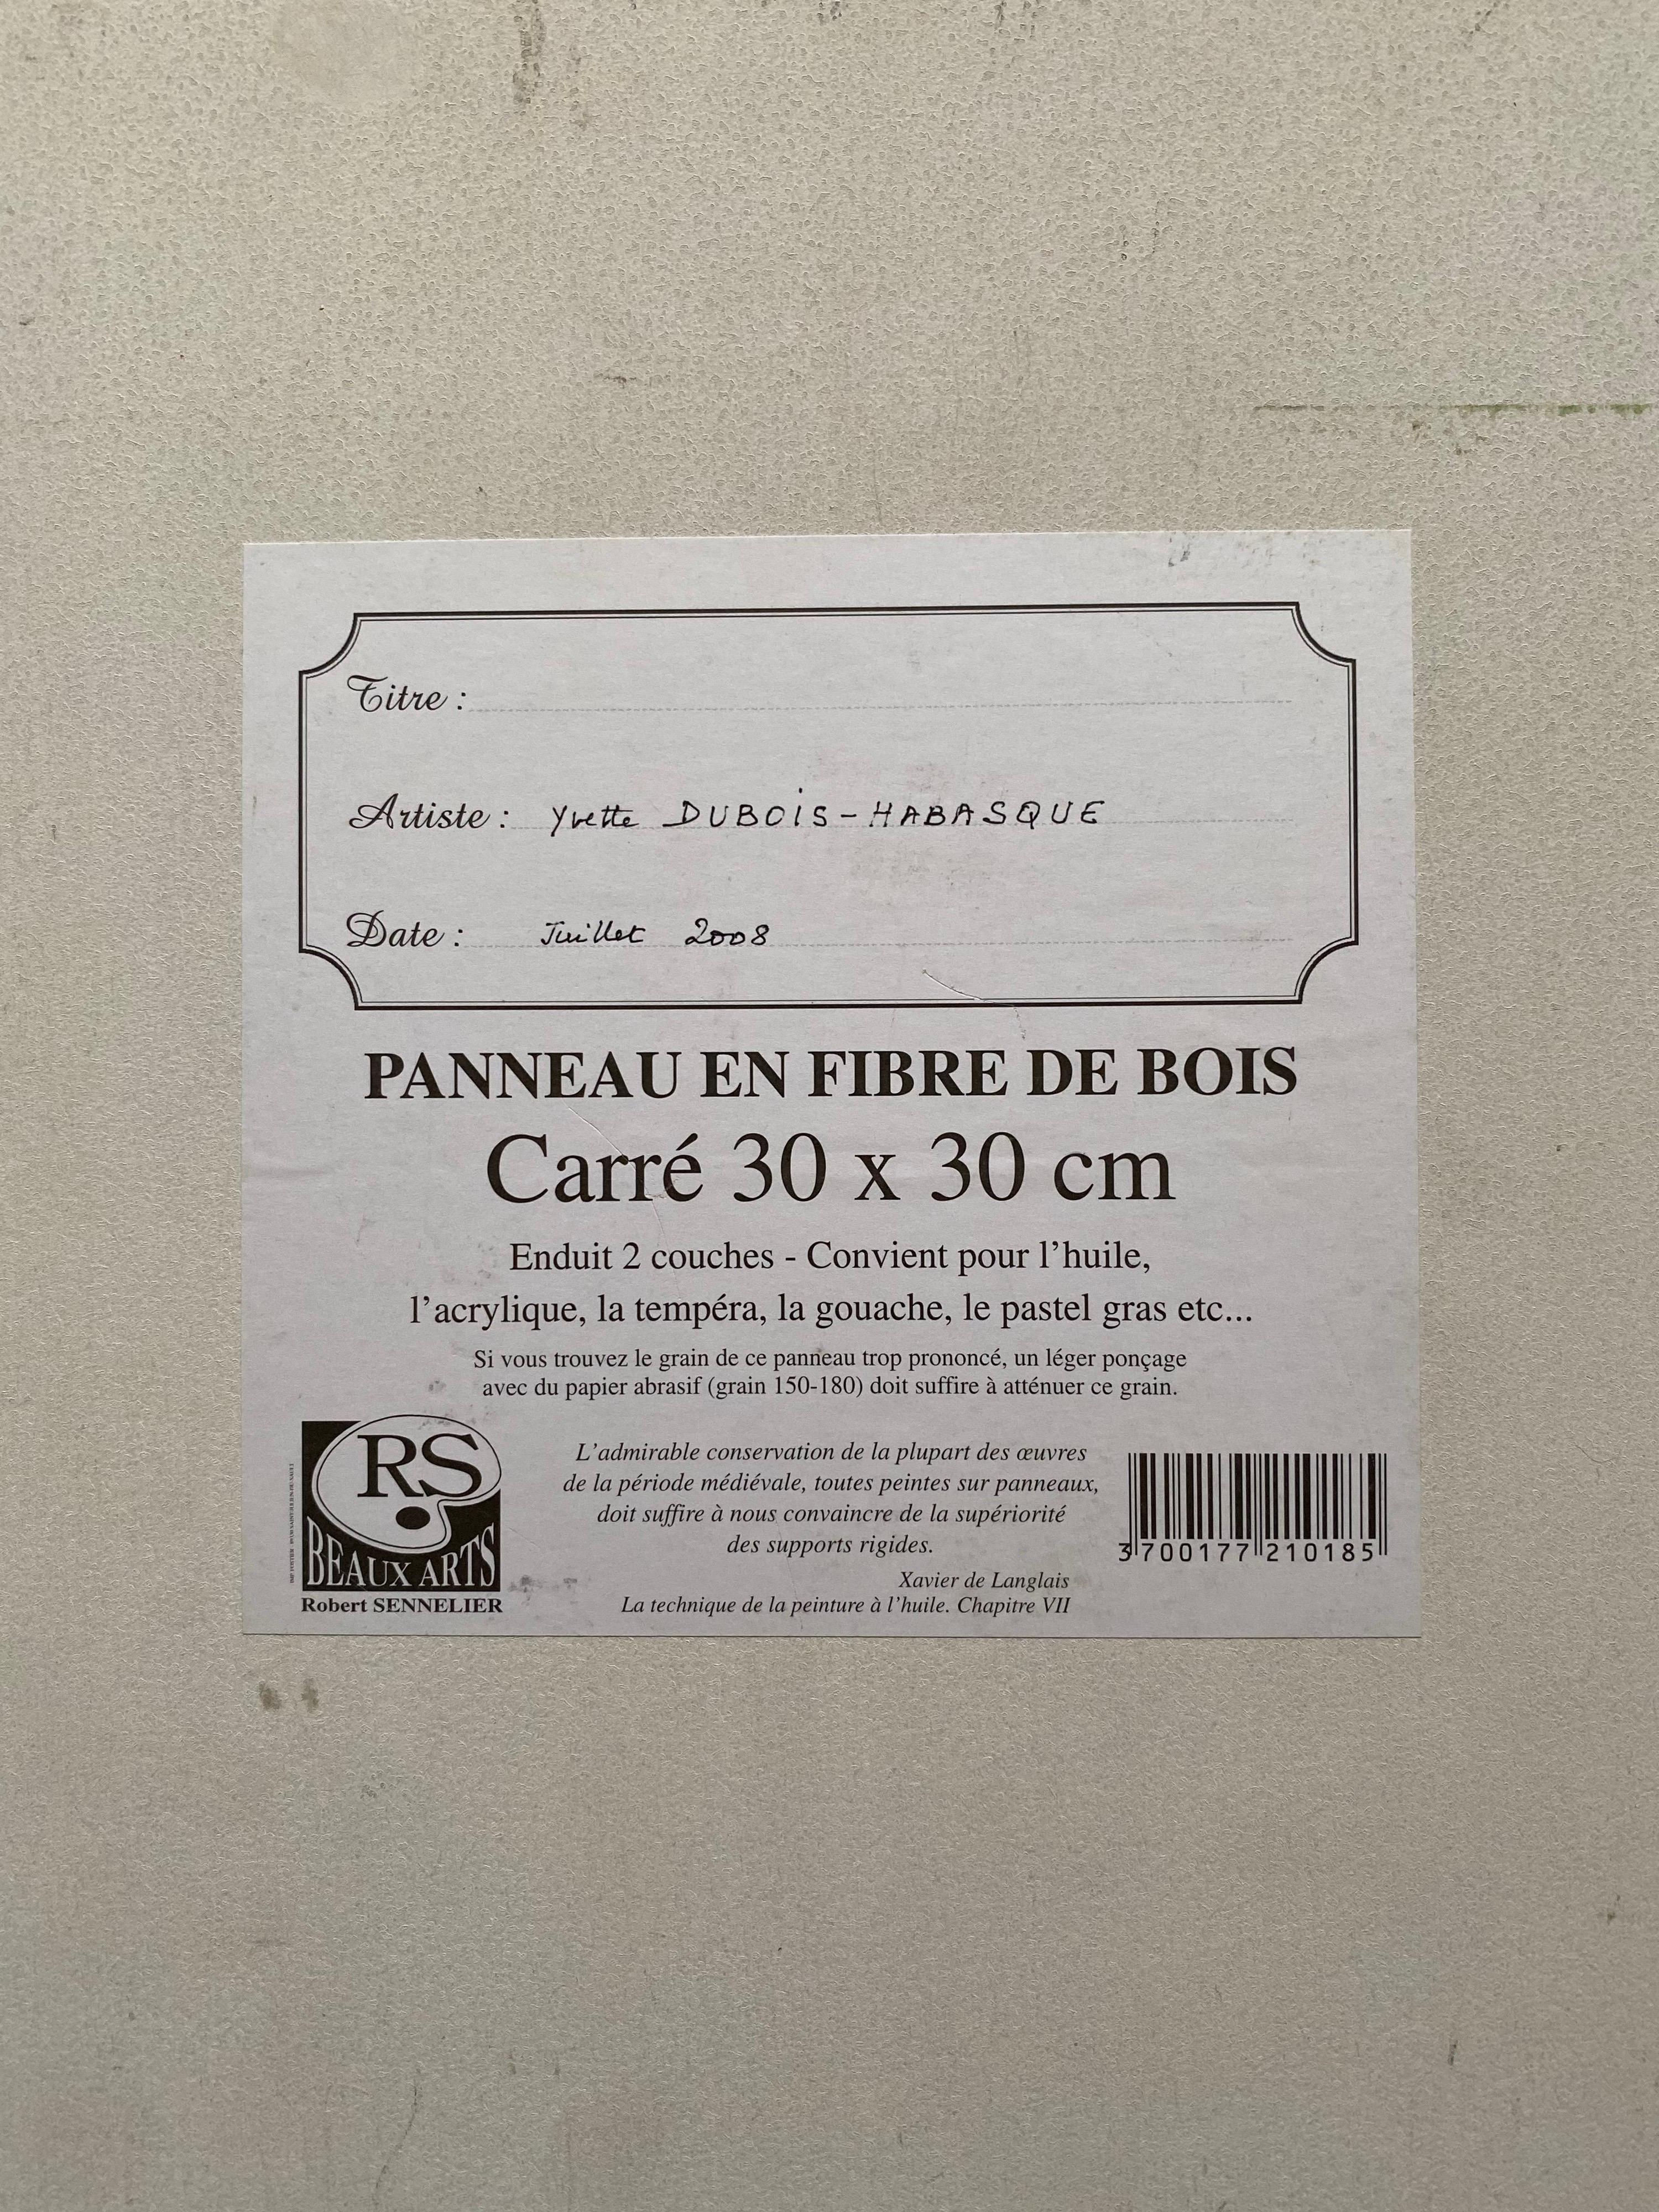 Titre :
Artiste : Yvette DUBOIS-HABASQUE
Date : Juillet 2008
PANNEAU EN FIBRE DE BOIS
Carré 30 x 30 cm
Enduit 2 couches - Convient pour l'huile,
l'acrylique, la tempéra, la gouache, le pastel gras etc...
Si vous trouvez le grain de ce panneau trop prononcé, un léger ponçage
avec du papier abrasif (grain 150-180) doit suffire à atténuer ce grain.
RS
BEAUX ARTS
Robert SENNELIER
L'admirable conservation de la plupart des œuvres
de la période médiévale, toutes peintes sur panneaux,
doit suffire à nous convaincre de la supériorité
des supports rigides.
Xavier de Langlais
La technique de la peinture à l'huile. Chapitre VII
3 700177 210185